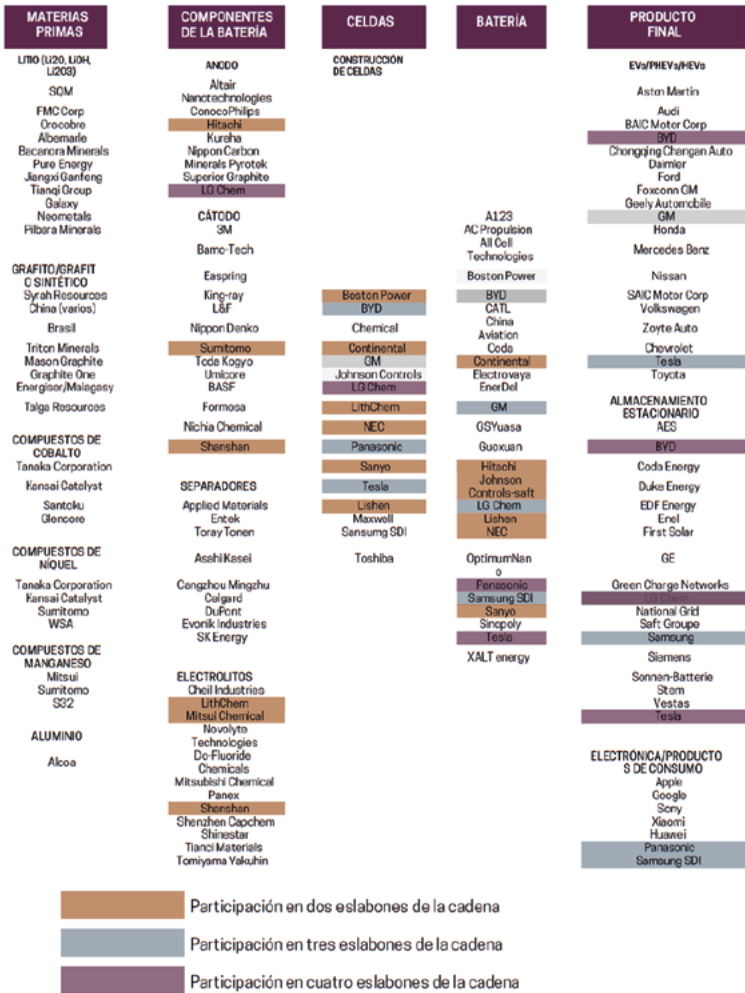 MATERIAS
PRIMAS
LITIO (Li2O, LiOH,
Li2O3)
SQM
FMC Corp
Orocobre
Albemarle
Bacanora Minerals
Pure Energy
Jiangxi Ganfeng
Tianqi Group
Galaxy
Neometals
Pilbara Minerals
GRAFITO/GRAFIT
O SINTÉTICO
Syrah Resources
China (varios)
Brasil
Triton Minerals
Mason Graphite
Graphite One
Energiser/Malagasy
Talga Resources
COMPUESTOS DE
COBALTO
Tanaka Corporation
Kansai Catalyst
Santoku
Glencore
COMPUESTOS DE
NÍQUEL
Tanaka Corporation
Kansai Catalyst
Sumitomo
WSA
COMPUESTOS DE
MANGANESO
Mitsui
Sumitomo
S32
ALUMINIO
Alcoa
COMPONENTES
DE LA BATERÍA
ANODO
Altair
Nanotechnologies
ConocoPhilips
Hitachi
Kureha
Nippon Carbon
Minerals Pyrotek
Superior Graphite
LG Chem
CÁTODO
3M
Bamo-Tech
Easpring
King-ray
L&F
Nippon Denko
Sumitomo
Toda Kogyo
Umicore
BASF
Formosa
Nichia Chemical
Shanshan
SEPARADORES
Applied Materials
Entek
Toray Tonen
Asahi Kasei
Cangzhou Mingzhu
Celgard
DuPont
Evonik Industries
SK Energy
ELECTROLITOS
Cheil Industries
LithChem
Mitsui Chemical
Novolyte
Technologies
Do-Fluoride
Chemicals
Mitsubishi Chemical
Panex
Shanshan
Shenzhen Capchem
Shinestar
Tianci Materials
Tomiyama Yakuhin
CELDAS
CONSTRUCCIÓN
DE CELDAS
Boston Power
BYD
Chemical
Continental
GM
Johnson Controls
LG Chem
LithChem
NEC
Panasonic
Sanyo
Tesla
Lishen
Maxwell
Sansumg SDI
Toshiba
BATERÍA
A123
AC Propulsion
All Cell
Technologies
Boston Power
BYD
CATL
China
Aviation
Coda
Continental
Electrovaya
EnerDel
GM
GSYuasa
Guoxuan
Hitachi
Johnson
Controls-saft
LG Chem
Lishen
NEC
OptimumNan
o
Panasonic
Samsung SDI
Sanyo
Sinopoly
Tesla
XALT energy
PRODUCTO
FINAL
EVs/PHEVs/HEVs
Aston Martin
Audi
BAIC Motor Corp
BYD
Chongqing Changan Auto
Daimler
Ford
Foxconn GM
Geely Automobile
GM
Honda
Mercedes Benz
Nissan
SAIC Motor Corp
Volkswagen
Zoyte Auto
Chevrolet
Tesla
Toyota
ALMACENAMIENTO
ESTACIONARIO
AES
BYD
Coda Energy
Duke Energy
EDF Energy
Enel
First Solar
GE
Green Charge Networks
LG Chem
National Grid
Saft Groupe
Samsung
Siemens
Sonnen-Batterie
Stem
Vestas
Tesla
ELECTRÓNICA/PRODUCTO
S DE CONSUMO
Apple
Google
Sony
Xiaomi
Huawei
Panasonic
Samsung SDI
Participación en dos eslabones de la cadena
Participación en tres eslabones de la cadena
Participación en cuatro eslabones de la cadena